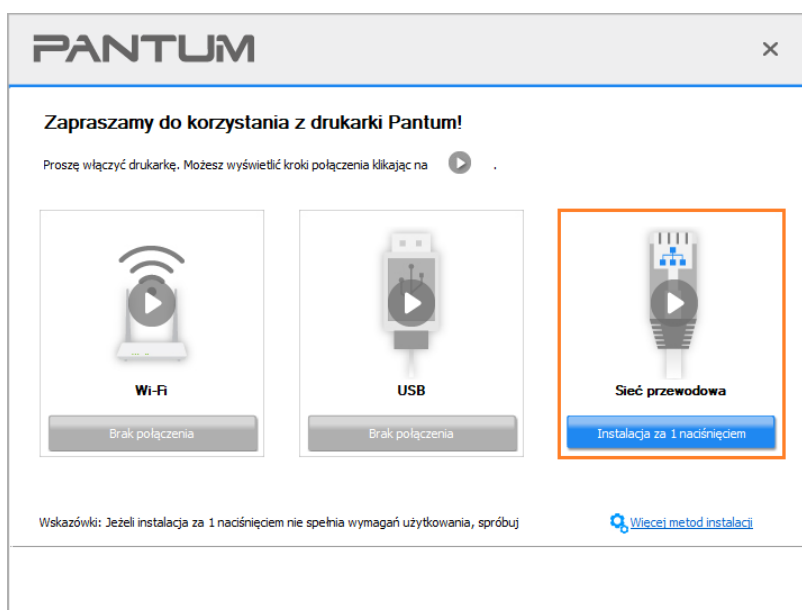 PANTUM
Zapraszamy do korzystania z drukarki Pantum!
Proszę włączyć drukarkę. Możesz wyświetlić kroki połączenia klikając na .
Wi-Fi
Brak połączenia
USB
Brak połączenia
Sieć przewodowa
Instalacja za 1 naciśnięciem
Wskazówki: Jeżeli instalacja za 1 naciśnięciem nie spełnia wymagań użytkowania, spróbuj
Więcej metod instalacji